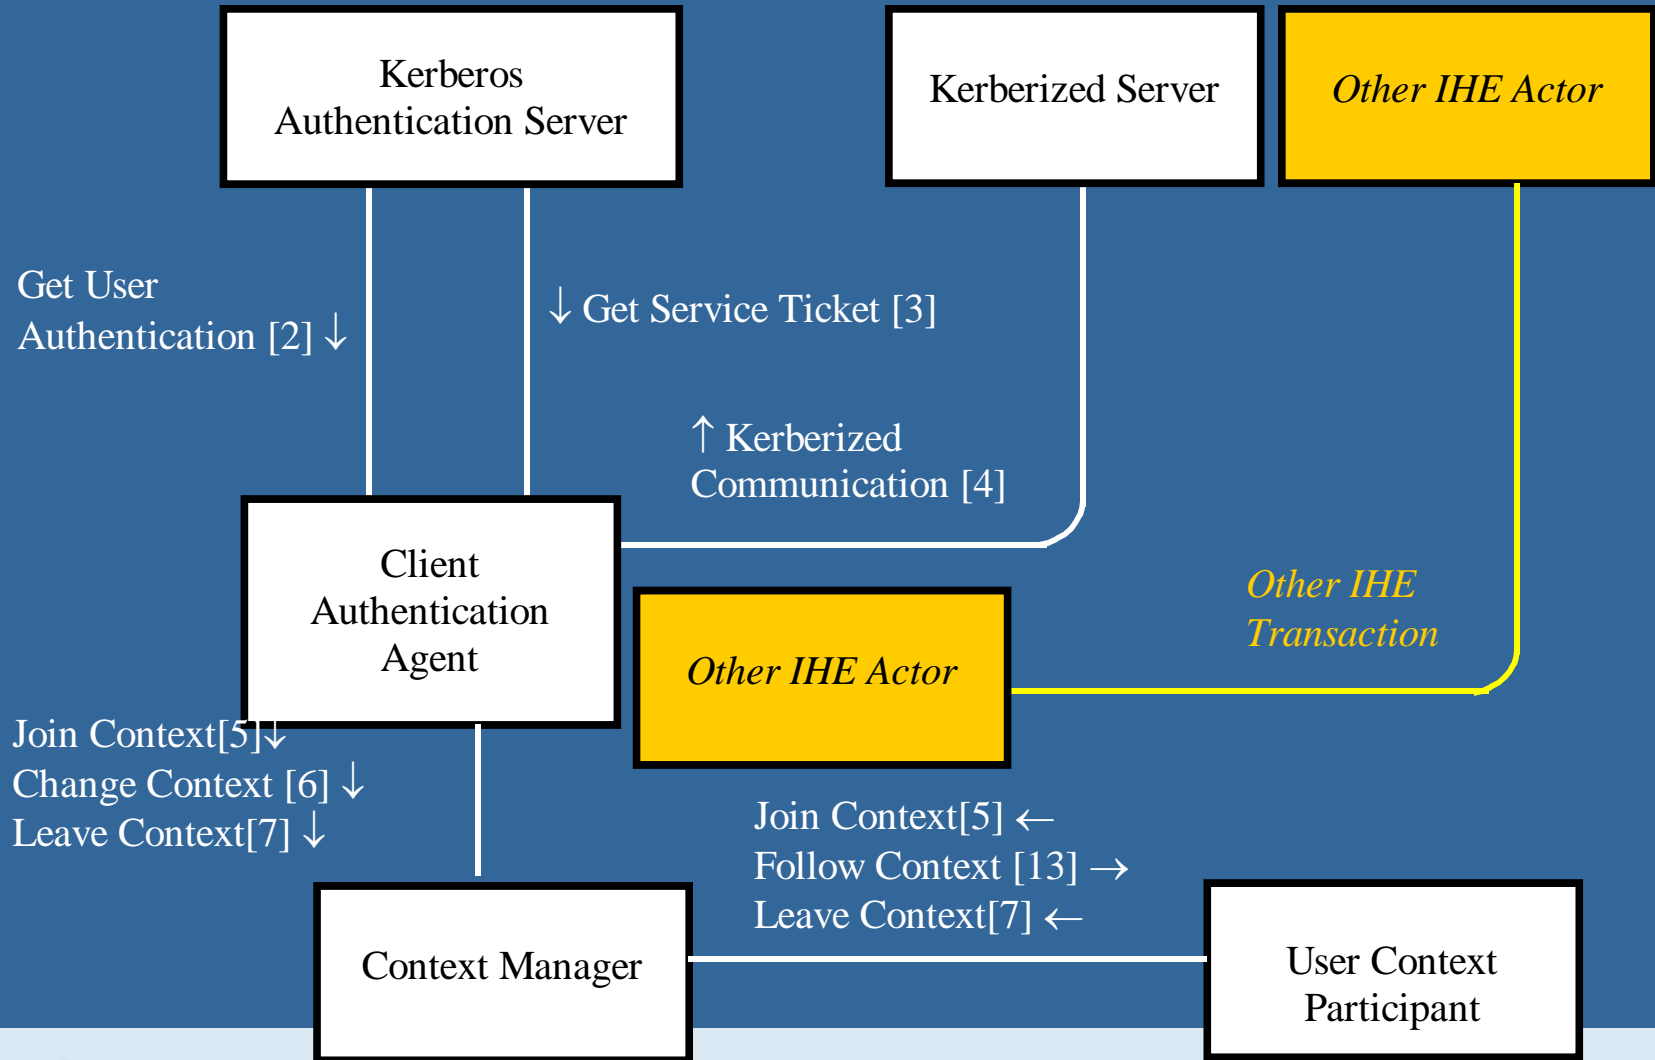 Kerberos
Authentication Server
Kerberized Server
Other IHE Actor
Get User
Authentication [2] ↓
↓ Get Service Ticket [3]
↑ Kerberized
Communication [4]
Client
Authentication
Agent
Other IHE Actor
Other IHE
Transaction
Join Context[5]↓
Change Context [6] ↓
Leave Context[7] ↓
Join Context[5] ←
Follow Context [13] →
Leave Context[7] ←
Context Manager
User Context
Participant